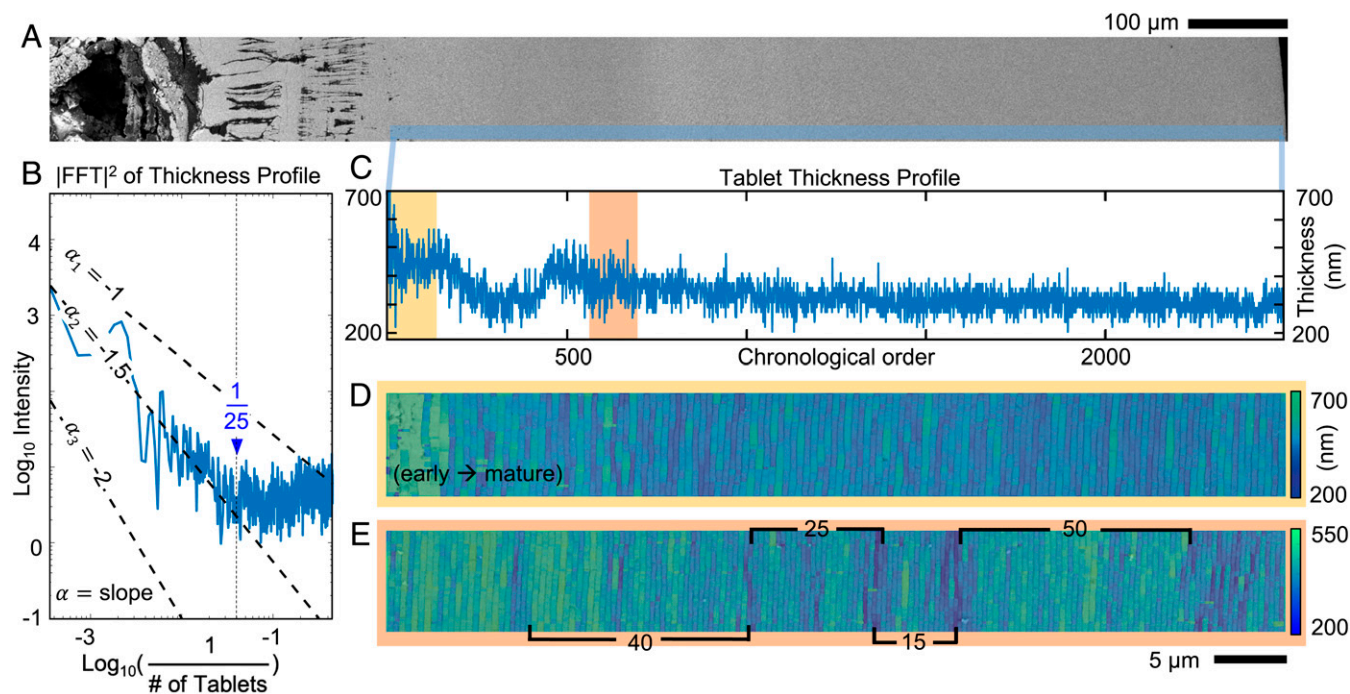 A
100 μm
B |FFT|² of Thickness Profile
4
3
0
-1
Log₁₀ Intensity
α₁ = -1
α₂ = -1.5
α₃ = -2
1
25
α = slope
-3
1
-1
Log₁₀(1
# of Tablets)
C
Tablet Thickness Profile
700
200
500
Chronological order
2000
700
200
Thickness
(nm)
D
(early → mature)
700
(nm)
200
E
25
50
40
15
550
200
5 μm